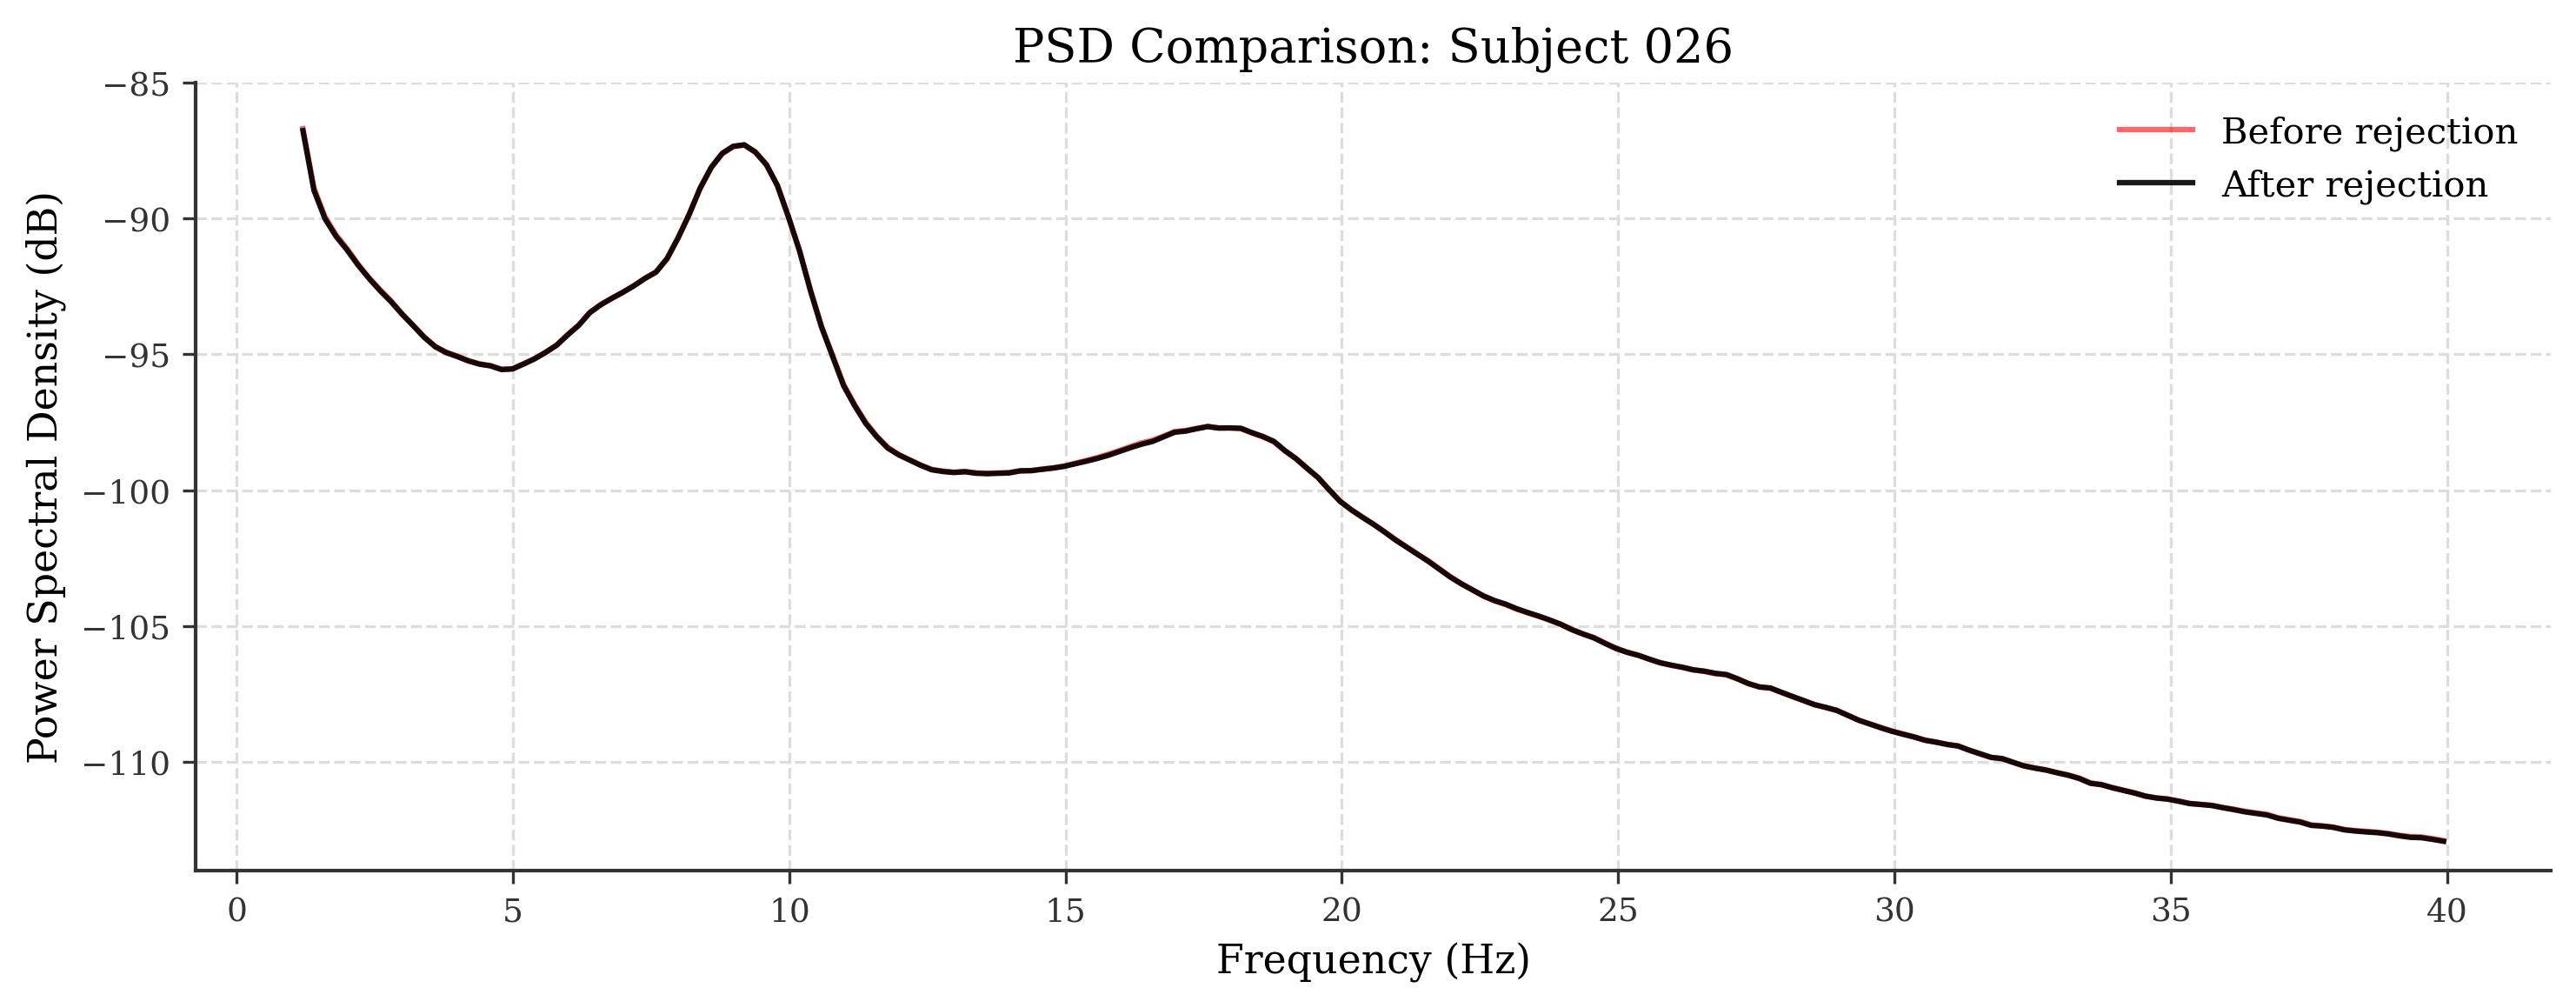 PSD Comparison: Subject 026
Power Spectral Density (dB)
−85
−90
−95
−100
−105
−110
Before rejection
After rejection
0 5 10 15 20 25 30 35 40
Frequency (Hz)